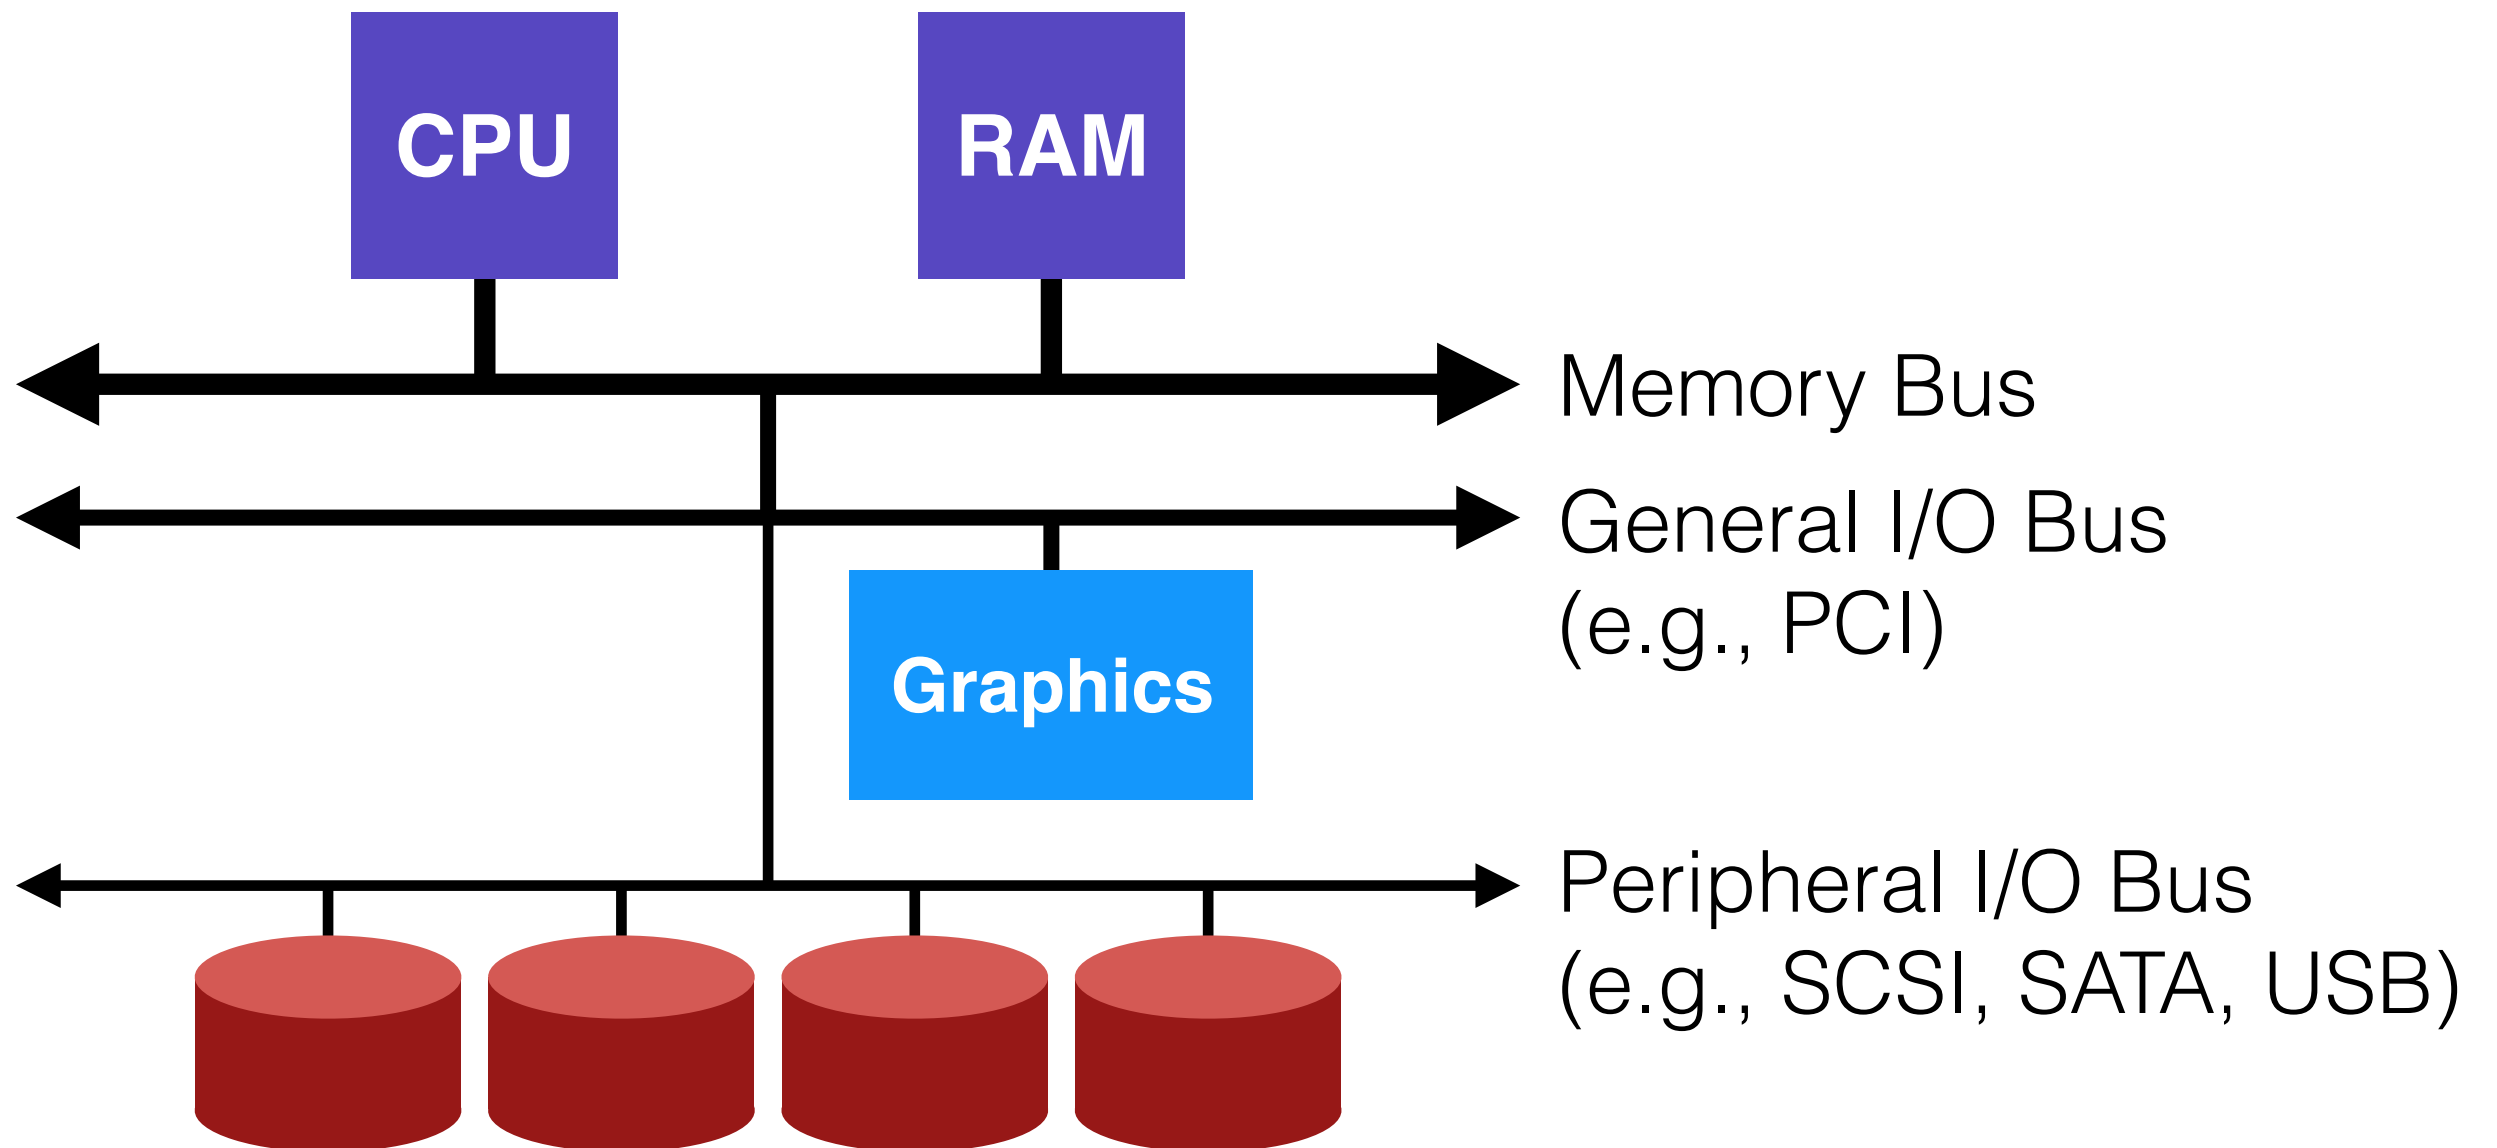 CPU
RAM
Memory Bus
General I/O Bus
(e.g., PCI)
Graphics
Peripheral I/O Bus
(e.g., SCSI, SATA, USB)